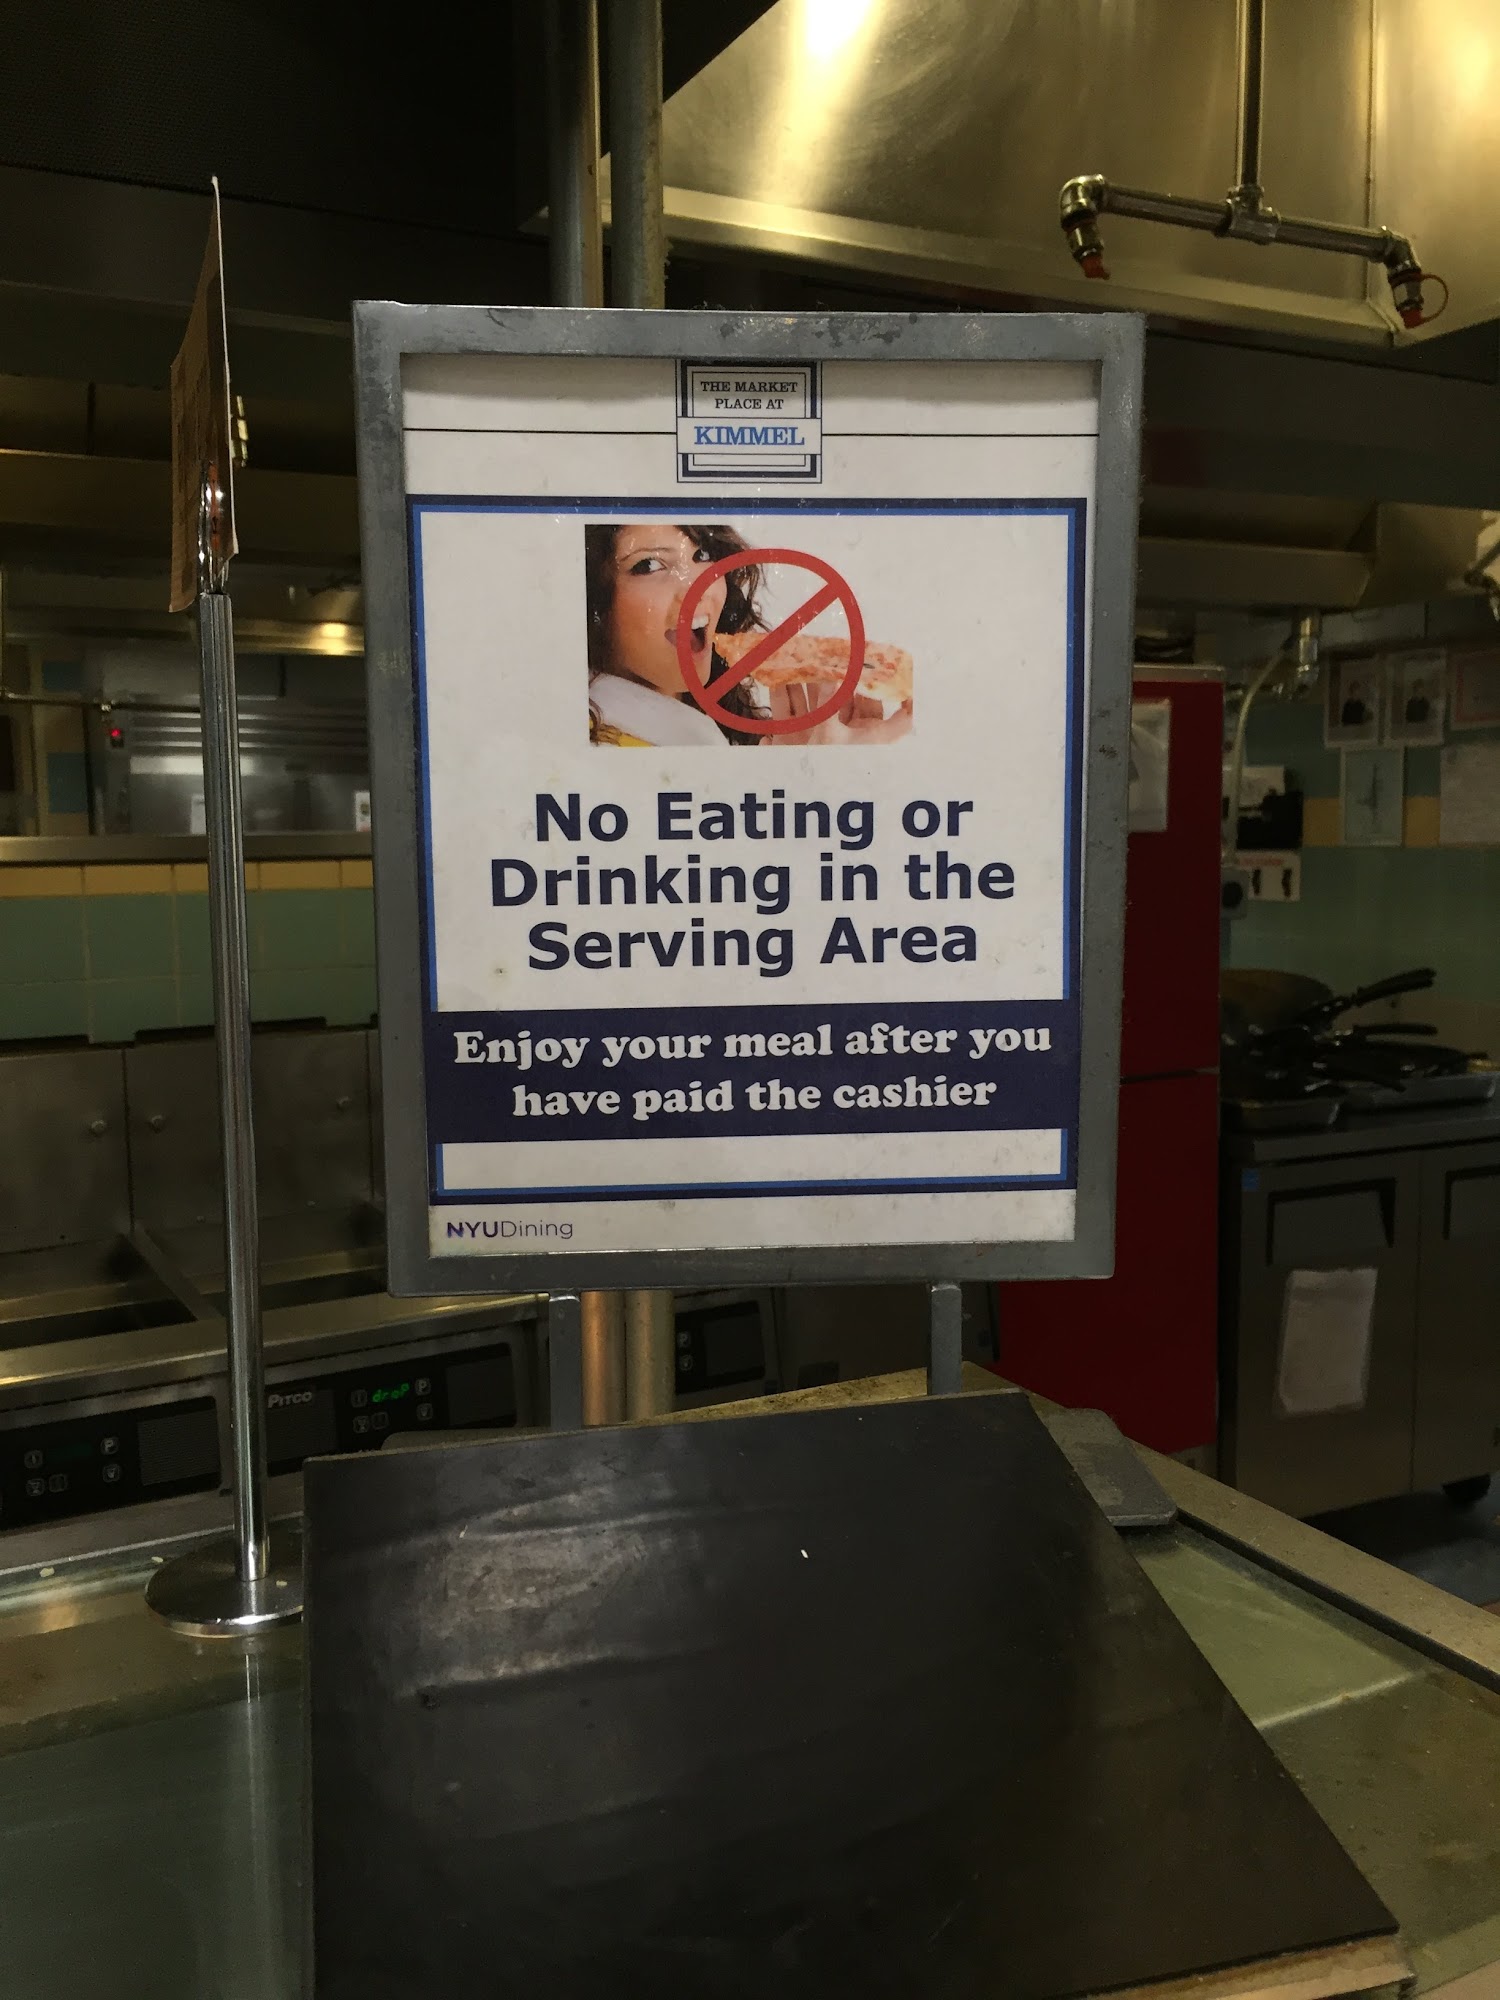 THE MARKET
PLACE AT
KIMMEL
No Eating or
Drinking in the
Serving Area
Enjoy your meal after you
have paid the cashier
NYUDining
PITCO
drop
P
P
P